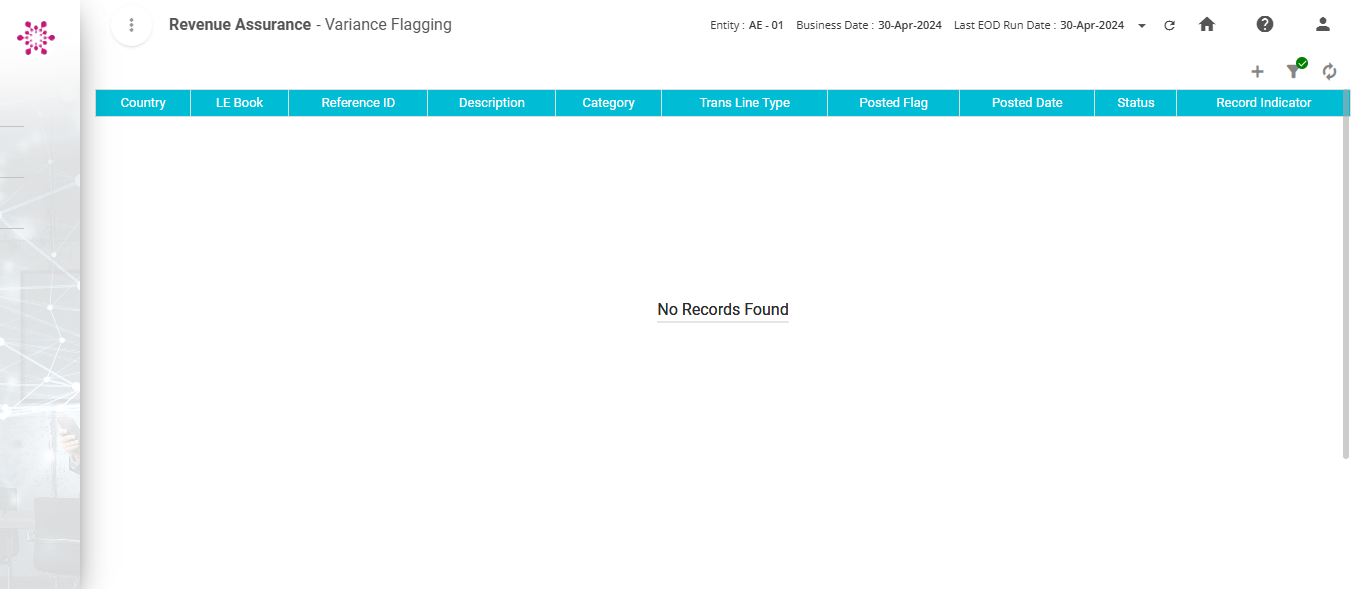 Revenue Assurance - Variance Flagging
Entity : AE - 01 Business Date : 30-Apr-2024 Last EOD Run Date : 30-Apr-2024
Country LE Book Reference ID Description Category Trans Line Type Posted Flag Posted Date Status Record Indicator
No Records Found